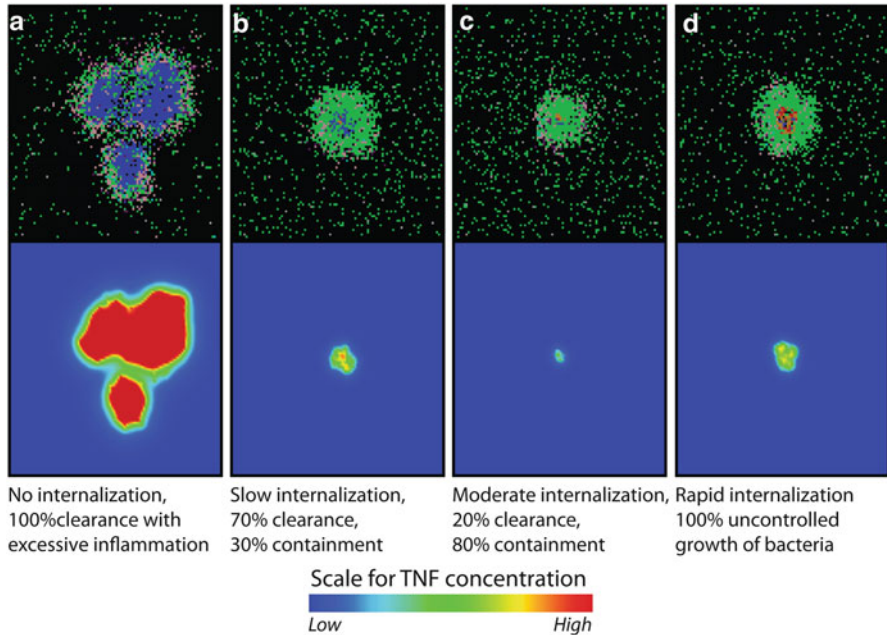 a
b
c
d
No internalization,
100%clearance with
excessive inflammation
Slow internalization,
70% clearance,
30% containment
Moderate internalization,
20% clearance,
80% containment
Rapid internalization
100% uncontrolled
growth of bacteria
Scale for TNF concentration
Low
High